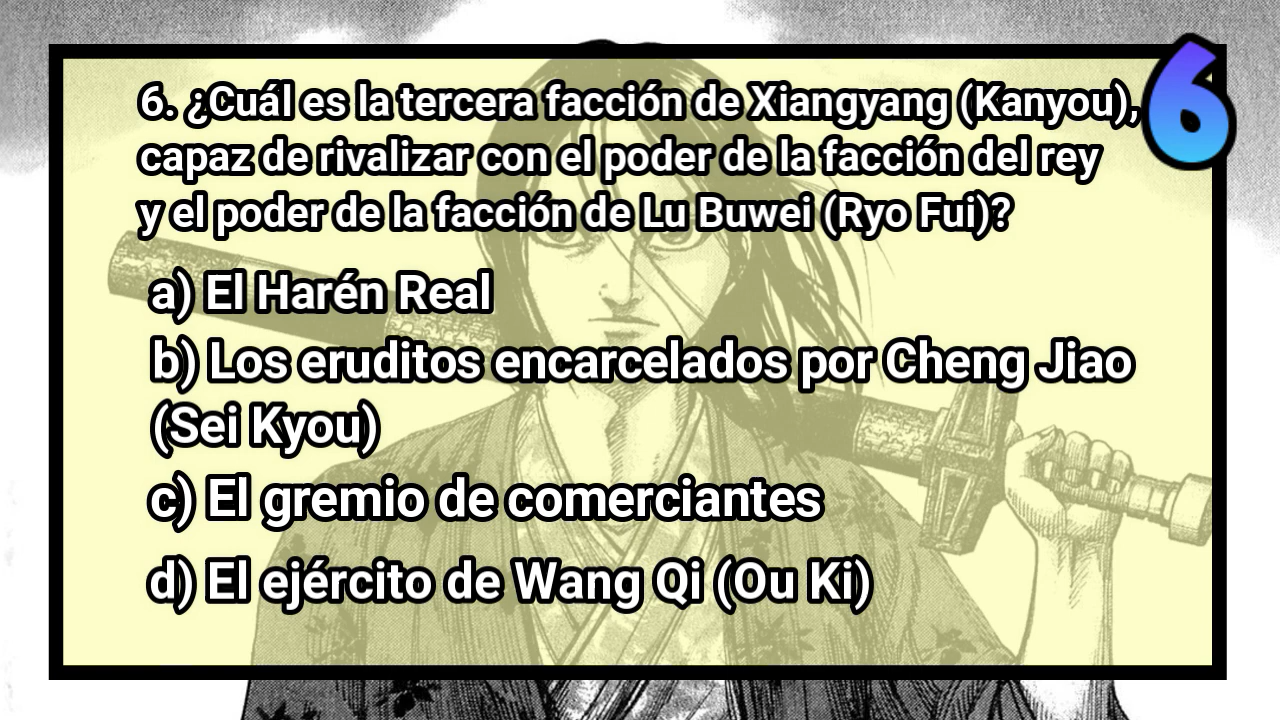 6. ¿Cuál es la tercera facción de Xiangyang (Kanyou),
6
capaz de rivalizar con el poder de la facción del rey
y el poder de la facción de Lu Buwei (Ryo Fui)?
a) El Harén Real
b) Los eruditos encarcelados por Cheng Jiao
(Sei Kyou)
c) El gremio de comerciantes
d) El ejército de Wang Qi (Ou Ki)